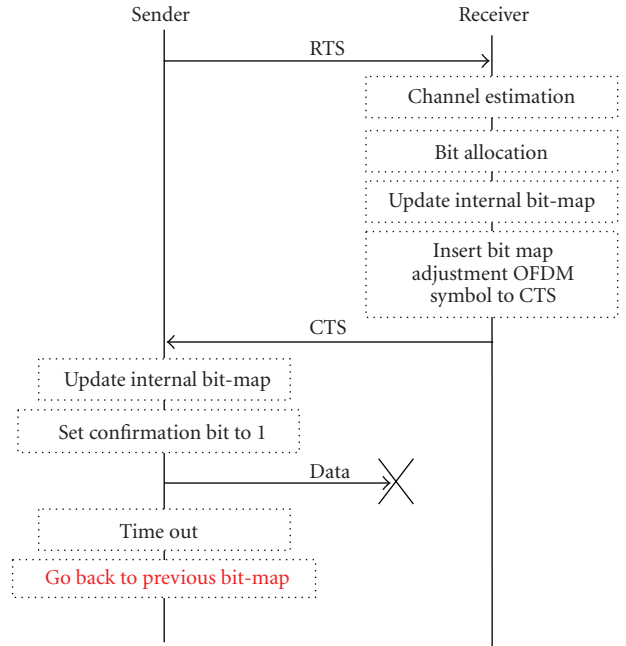 Sender
Receiver
RTS
Channel estimation
Bit allocation
Update internal bit-map
Insert bit map
adjustment OFDM
symbol to CTS
CTS
Update internal bit-map
Set confirmation bit to 1
Data
Time out
Go back to previous bit-map